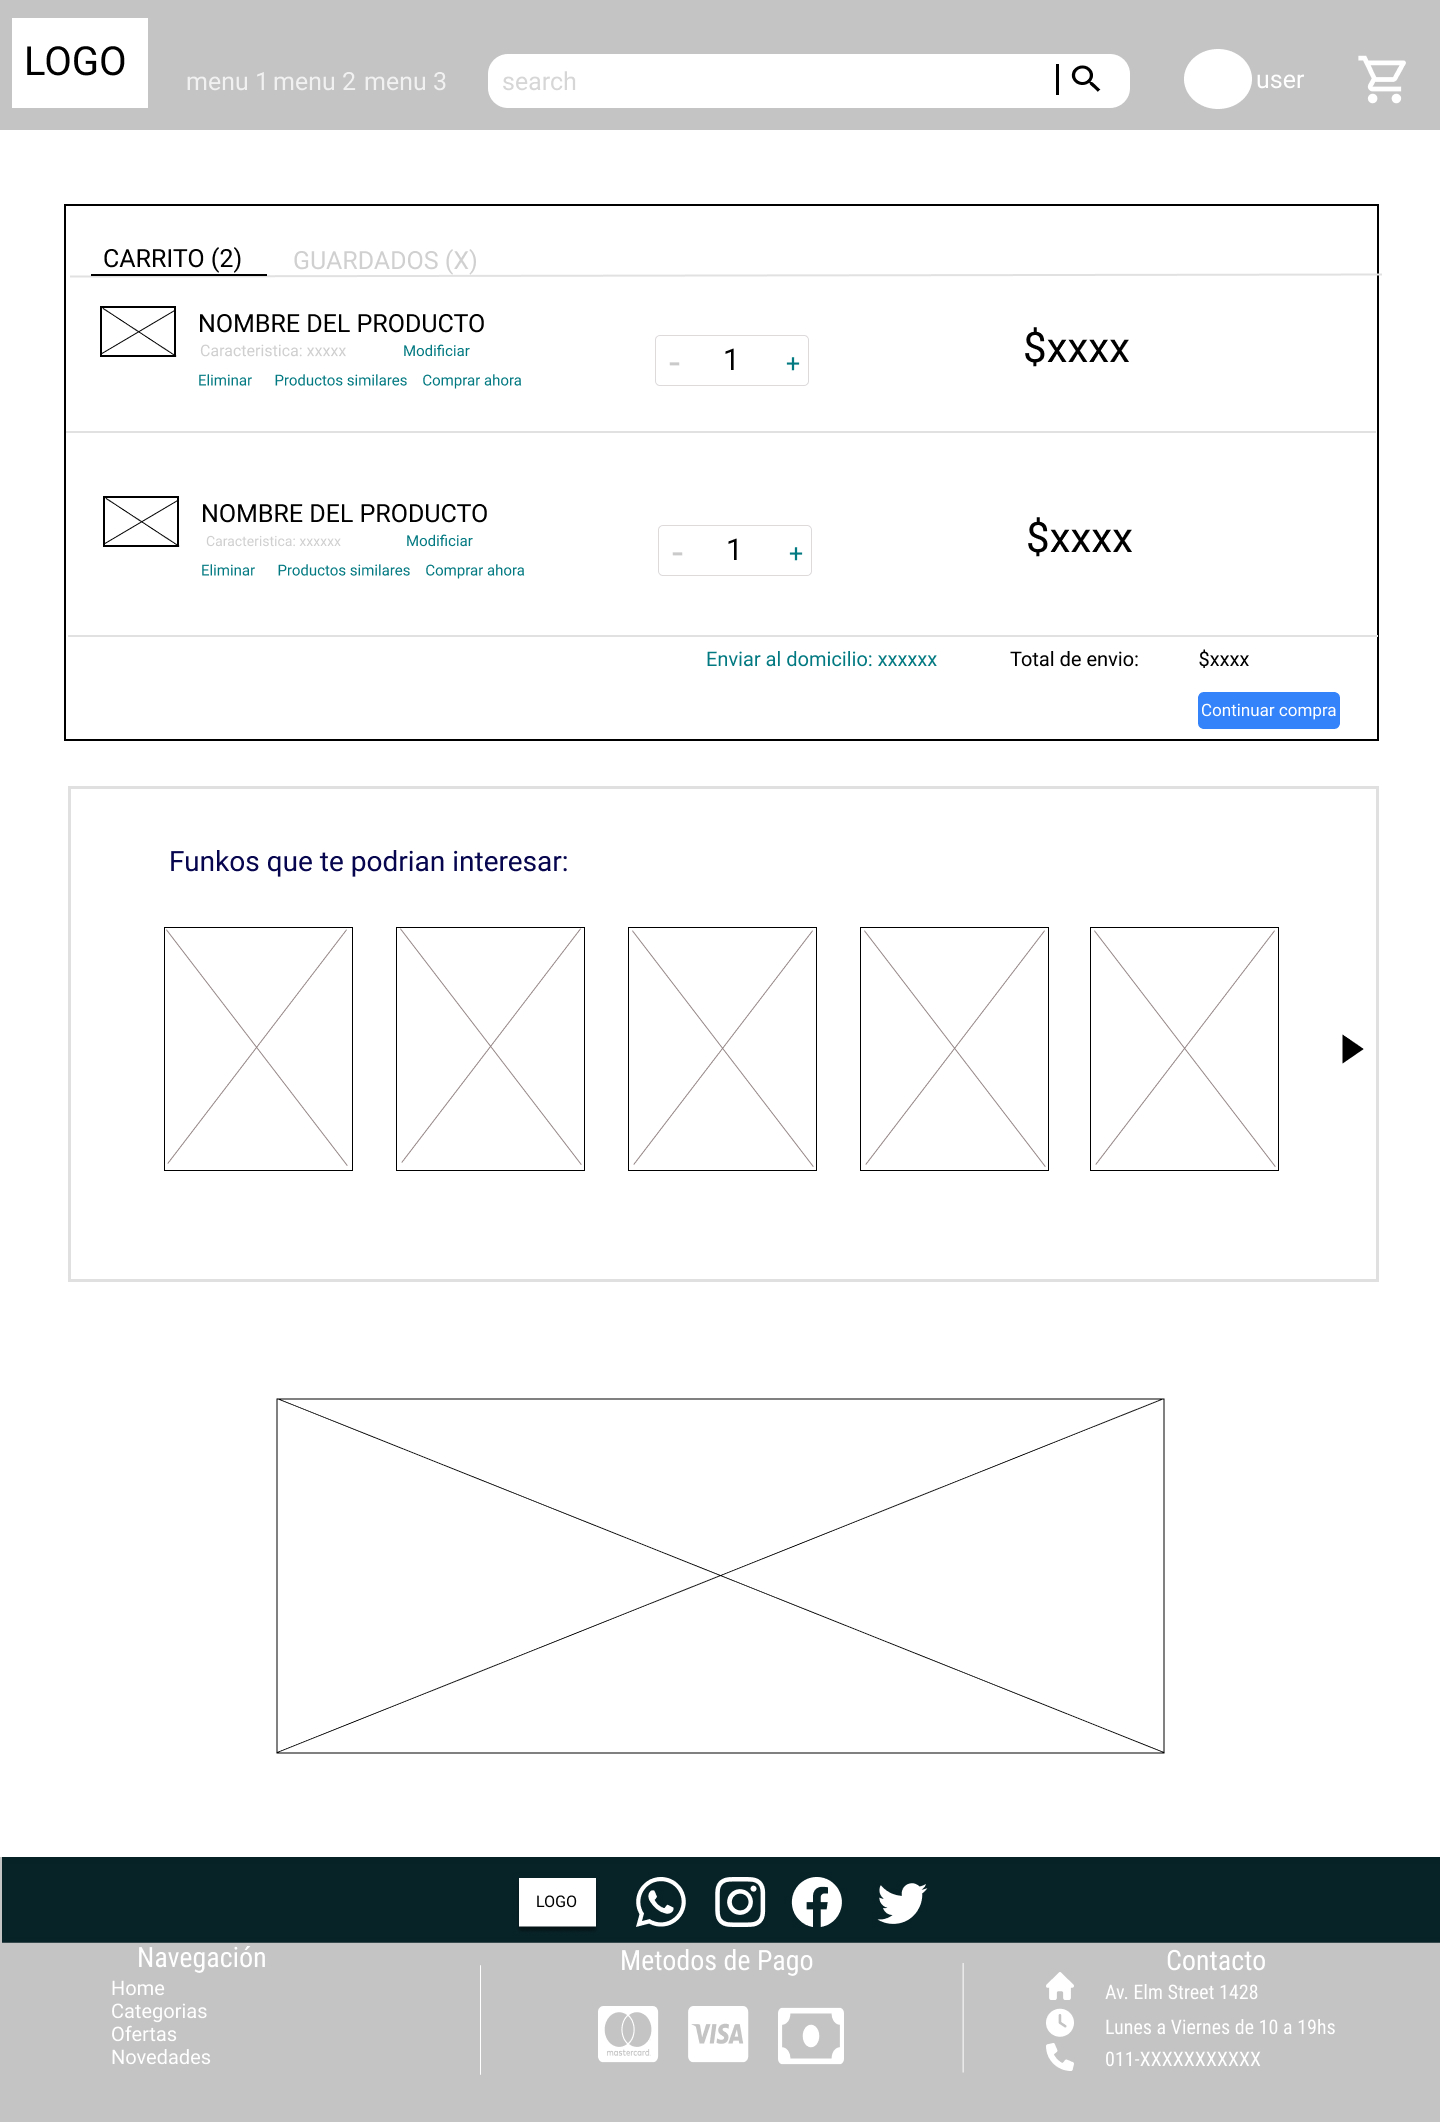 LOGO
menu 1 menu 2 menu 3
search
user
CARRITO (2)
GUARDADOS (X)
NOMBRE DEL PRODUCTO
Caracteristica: xxxxx
Modificiar
Eliminar
Productos similares
Comprar ahora
- 1 +
$xxxx
NOMBRE DEL PRODUCTO
Caracteristica: xxxxxx
Modificiar
Eliminar
Productos similares
Comprar ahora
- 1 +
$xxxx
Enviar al domicilio: xxxxxx
Total de envio:
$xxxx
Continuar compra
Funkos que te podrian interesar:
LOGO
Navegación
Home
Categorias
Ofertas
Novedades
Metodos de Pago
mastercard
VISA
Contacto
Av. Elm Street 1428
Lunes a Viernes de 10 a 19hs
011-XXXXXXXXXXX